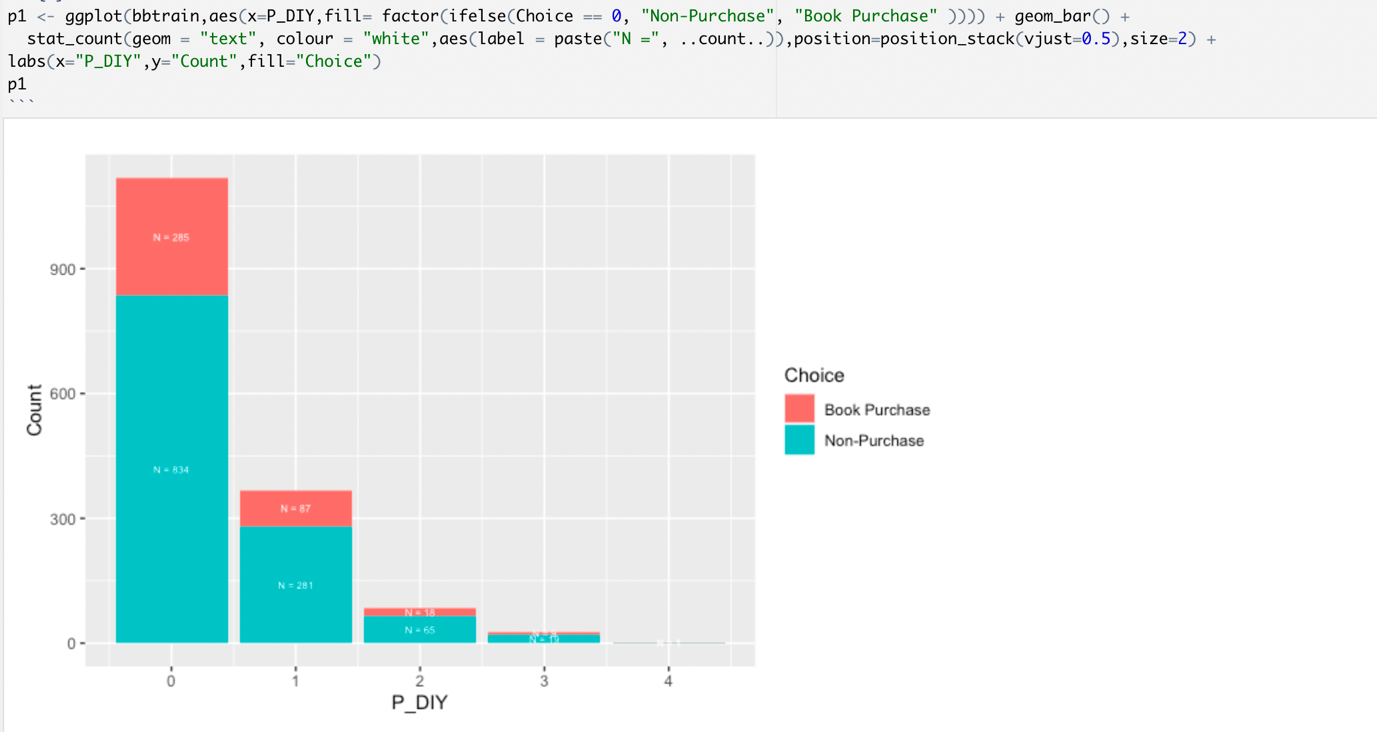 p1 <- ggplot(bbtrain,aes(x=P_DIY,fill= factor(ifelse(Choice == 0, "Non-Purchase", "Book Purchase" )))) + geom_bar() +
  stat_count(geom = "text", colour = "white",aes(label = paste("N =", ..count..)),position=position_stack(vjust=0.5),size=2) +
labs(x="P_DIY",y="Count",fill="Choice")
p1
```
N = 285
900
Choice
Book Purchase
600
Count
Non-Purchase
N = 834
300
N = 87
N = 281
N = 18
N = 65
N = 19
0
N = 1
0 1 2 3 4
P_DIY